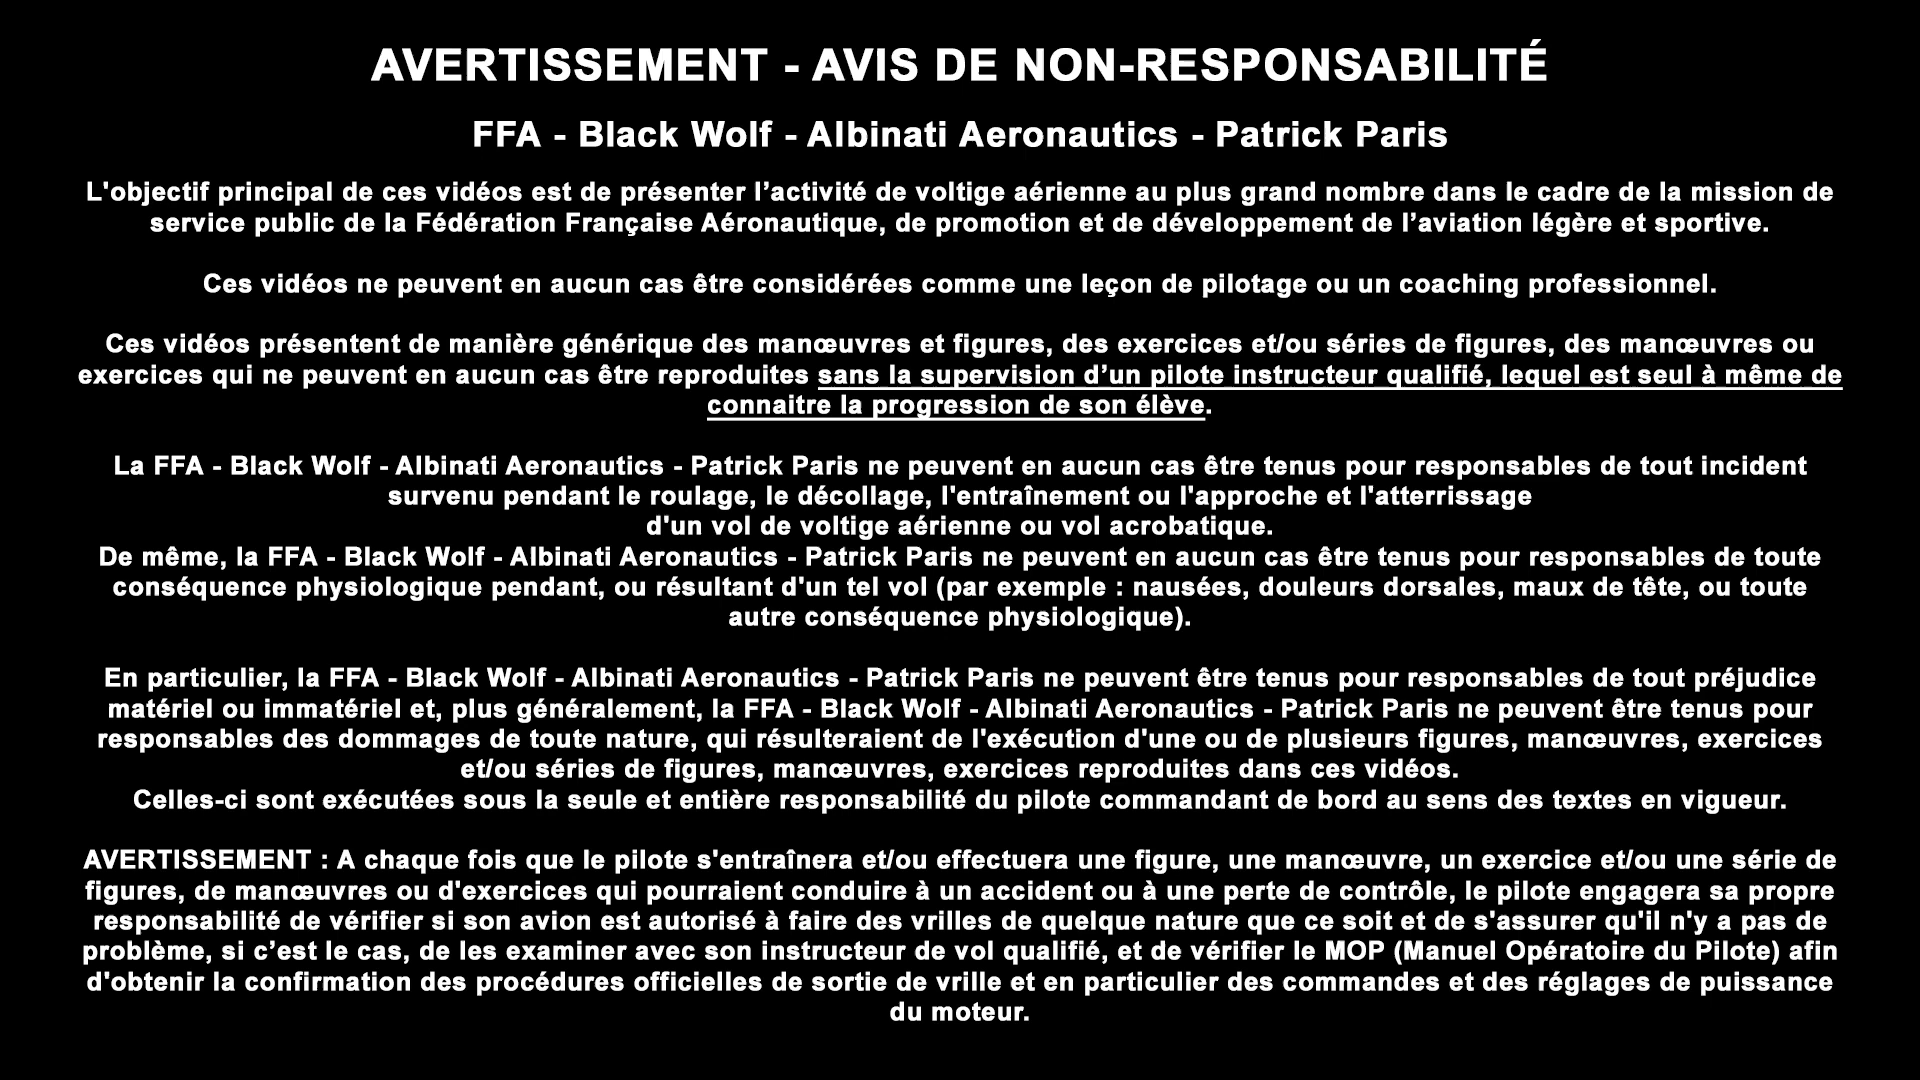 AVERTISSEMENT - AVIS DE NON-RESPONSABILITÉ
FFA - Black Wolf - Albinati Aeronautics - Patrick Paris
L'objectif principal de ces vidéos est de présenter l’activité de voltige aérienne au plus grand nombre dans le cadre de la mission de
service public de la Fédération Française Aéronautique, de promotion et de développement de l’aviation légère et sportive.
Ces vidéos ne peuvent en aucun cas être considérées comme une leçon de pilotage ou un coaching professionnel.
Ces vidéos présentent de manière générique des manœuvres et figures, des exercices et/ou séries de figures, des manœuvres ou
exercices qui ne peuvent en aucun cas être reproduites sans la supervision d’un pilote instructeur qualifié, lequel est seul à même de
connaitre la progression de son élève.
La FFA - Black Wolf - Albinati Aeronautics - Patrick Paris ne peuvent en aucun cas être tenus pour responsables de tout incident
survenu pendant le roulage, le décollage, l'entraînement ou l'approche et l'atterrissage
d'un vol de voltige aérienne ou vol acrobatique.
De même, la FFA - Black Wolf - Albinati Aeronautics - Patrick Paris ne peuvent en aucun cas être tenus pour responsables de toute
conséquence physiologique pendant, ou résultant d'un tel vol (par exemple : nausées, douleurs dorsales, maux de tête, ou toute
autre conséquence physiologique).
En particulier, la FFA - Black Wolf - Albinati Aeronautics - Patrick Paris ne peuvent être tenus pour responsables de tout préjudice
matériel ou immatériel et, plus généralement, la FFA - Black Wolf - Albinati Aeronautics - Patrick Paris ne peuvent être tenus pour
responsables des dommages de toute nature, qui résulteraient de l'exécution d'une ou de plusieurs figures, manœuvres, exercices
et/ou séries de figures, manœuvres, exercices reproduites dans ces vidéos.
Celles-ci sont exécutées sous la seule et entière responsabilité du pilote commandant de bord au sens des textes en vigueur.
AVERTISSEMENT : A chaque fois que le pilote s'entraînera et/ou effectuera une figure, une manœuvre, un exercice et/ou une série de
figures, de manœuvres ou d'exercices qui pourraient conduire à un accident ou à une perte de contrôle, le pilote engagera sa propre
responsabilité de vérifier si son avion est autorisé à faire des vrilles de quelque nature que ce soit et de s'assurer qu'il n'y a pas de
problème, si c’est le cas, de les examiner avec son instructeur de vol qualifié, et de vérifier le MOP (Manuel Opératoire du Pilote) afin
d'obtenir la confirmation des procédures officielles de sortie de vrille et en particulier des commandes et des réglages de puissance
du moteur.